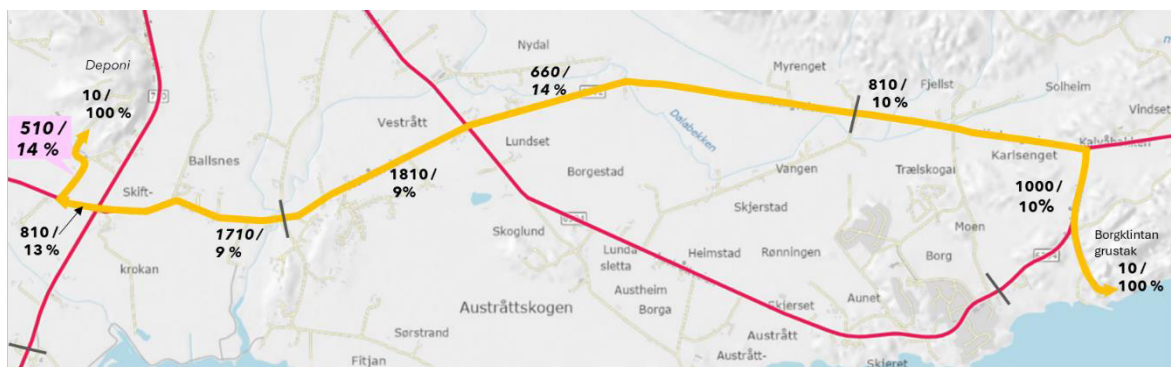 Deponi
10 /
100 %
510 /
14 %
Ballsnes
Skift-
810 /
13 %
krokan
1710 /
9 %
Vestrått
1810/
9%
Nydal
660 /
14 %
Lundset
Borgestad
Skoglund
Lunda
sletta
Heimstad
Austheim
Borga
Austråttskogen
Sørstrand
Fitjan
Dalabekken
Myrenget
Vangen
Skjerstad
Rønningen
Skjerset
Austrått
Austrått-
Aunet
Skjeret
810 /
10 %
Fjellst
Solheim
Vindset
Karlsenget
Trælskogar
Moen
Borg
1000 /
10%
Borgklintan
grustak
10 /
100 %